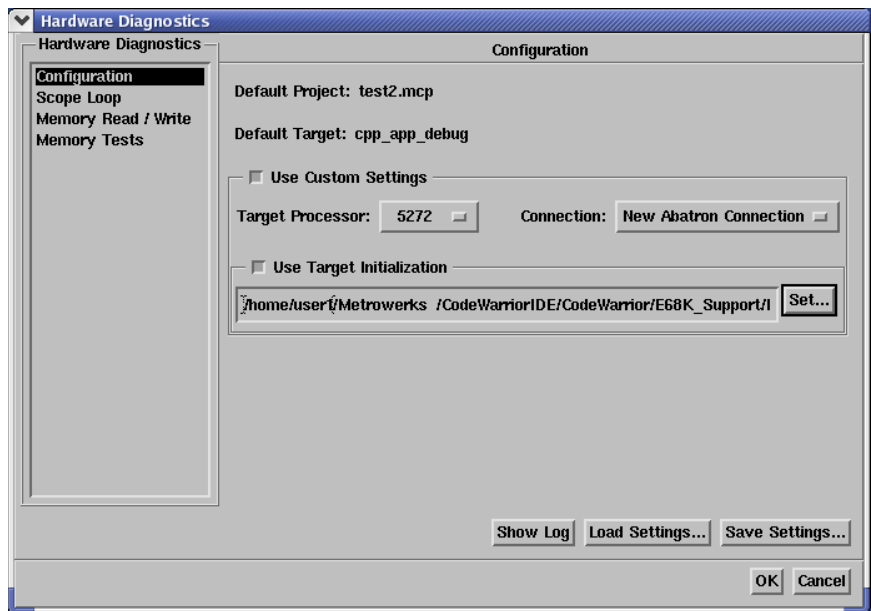 Hardware Diagnostics
Hardware Diagnostics
Configuration
Scope Loop
Memory Read / Write
Memory Tests
Configuration
Default Project: test2.mcp
Default Target: cpp_app_debug
Use Custom Settings
Target Processor: 5272 Connection: New Abatron Connection
Use Target Initialization
/home/user1/Metrowerks /CodeWarriorIDE/CodeWarrior/E68K_Support/I Set...
Show Log Load Settings... Save Settings...
OK Cancel